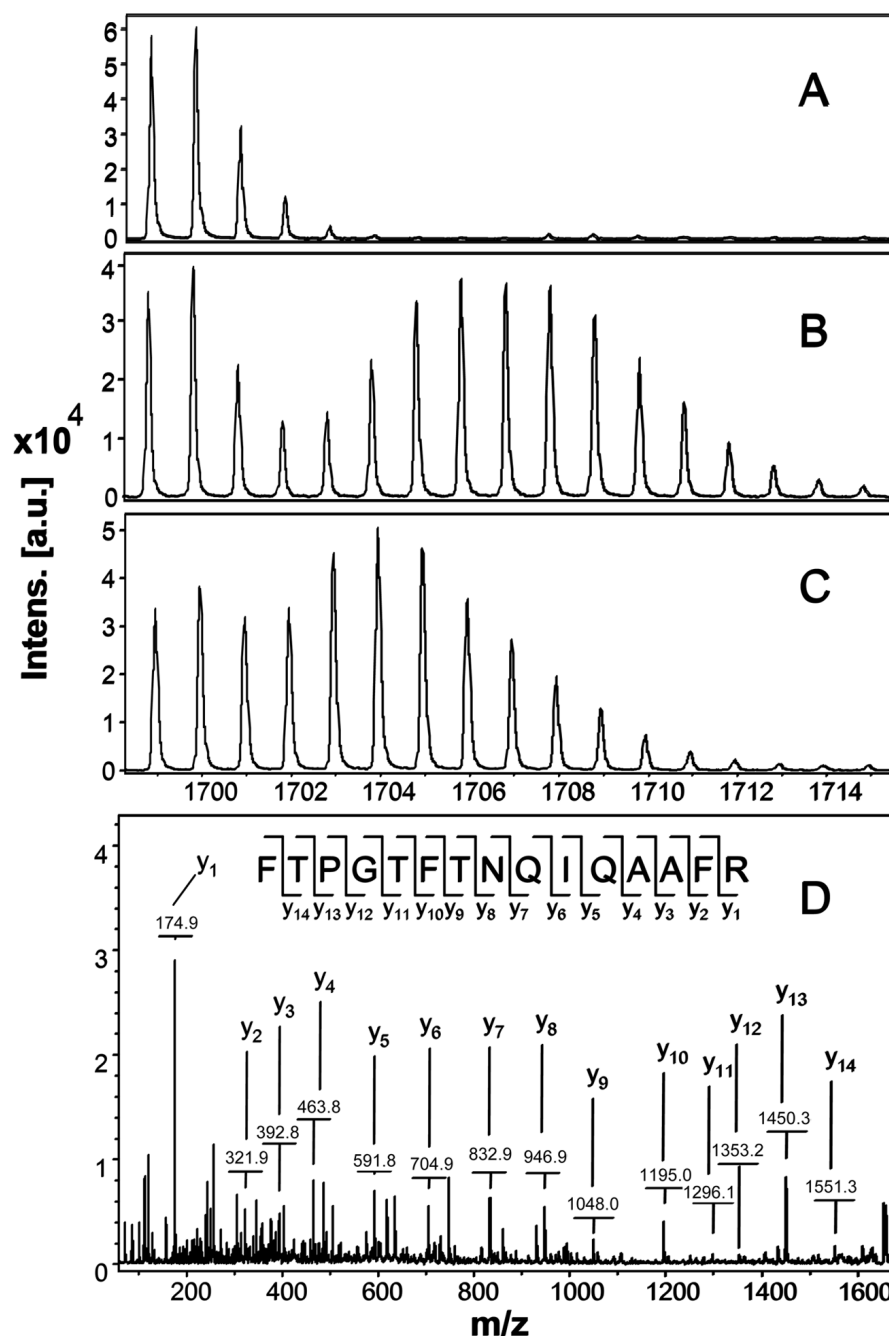 6
5
4
3
2
1
0
A
4
3
2
1
0
B
x10⁴
Intens. [a.u.]
5
4
3
2
1
0
C
1700 1702 1704 1706 1708 1710 1712 1714
4
3
2
1
0
F T P G T F T N Q I Q A A F R
y14 y13 y12 y11 y10 y9 y8 y7 y6 y5 y4 y3 y2 y1
D
y1
174.9
y2
321.9
y3
392.8
y4
463.8
y5
591.8
y6
704.9
y7
832.9
y8
946.9
y9
1048.0
y10
1195.0
y11
1296.1
y12
1353.2
y13
1450.3
y14
1551.3
200 400 600 800 1000 1200 1400 1600
m/z